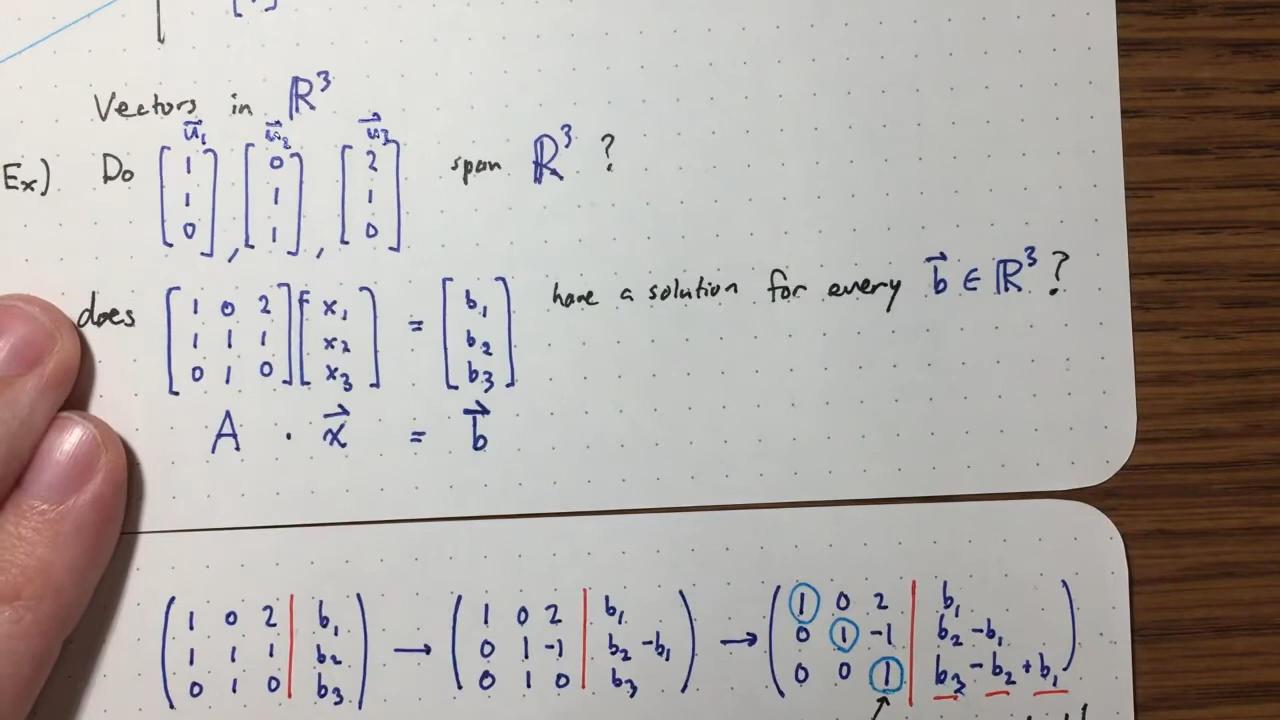 Vectors in ℝ³
u⃗₁ u⃗₂ u⃗₃
Ex) Do [1 1 0], [0 1 1], [2 1 0] span ℝ³ ?
does [1 0 2; 1 1 1; 0 1 0] [x₁ x₂ x₃] = [b₁ b₂ b₃] have a solution for every b⃗ ∈ ℝ³ ?
A · x⃗ = b⃗
(1 0 2 | b₁ → (1 0 2 | b₁ → (1 0 2 | b₁
1 1 1 | b₂ 0 1 -1 | b₂ - b₁ 0 1 -1 | b₂ - b₁
0 1 0 | b₃) 0 1 0 | b₃) 0 0 1 | b₃ - b₂ + b₁)